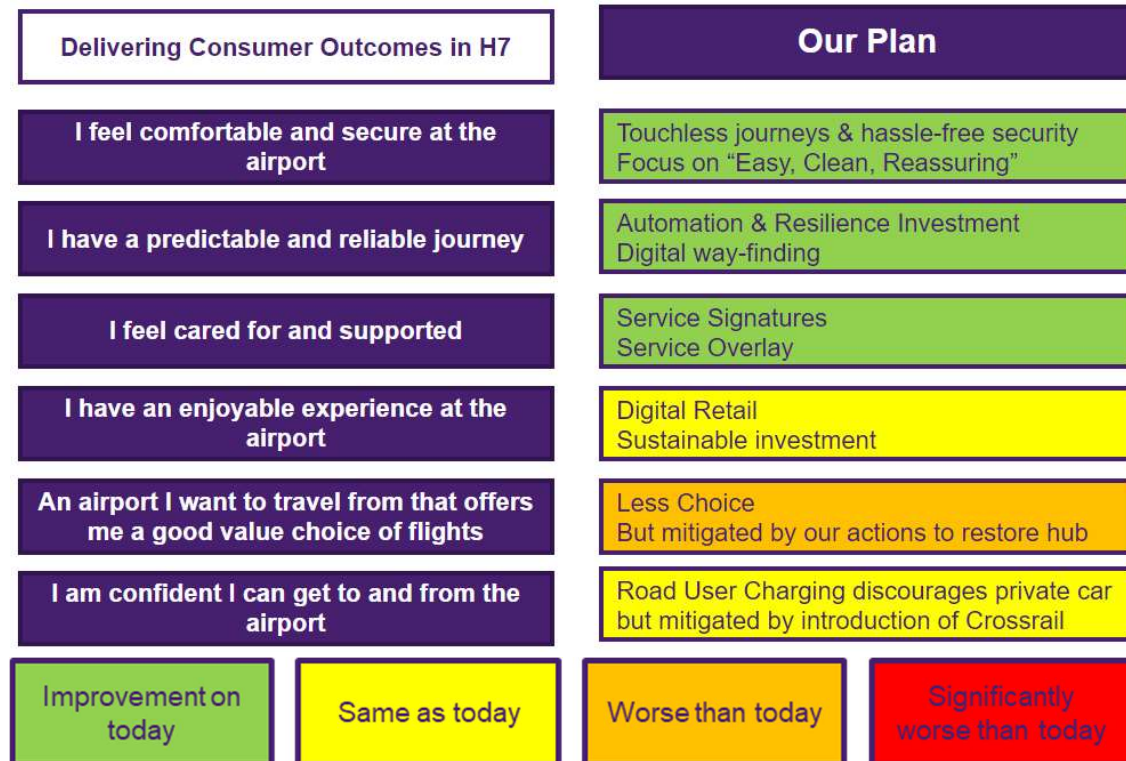 Delivering Consumer Outcomes in H7
Our Plan
I feel comfortable and secure at the
airport
Touchless journeys & hassle-free security
Focus on “Easy, Clean, Reassuring”
I have a predictable and reliable journey
Automation & Resilience Investment
Digital way-finding
I feel cared for and supported
Service Signatures
Service Overlay
I have an enjoyable experience at the
airport
Digital Retail
Sustainable investment
An airport I want to travel from that offers
me a good value choice of flights
Less Choice
But mitigated by our actions to restore hub
I am confident I can get to and from the
airport
Road User Charging discourages private car
but mitigated by introduction of Crossrail
Improvement on
today
Same as today
Worse than today
Significantly
worse than today